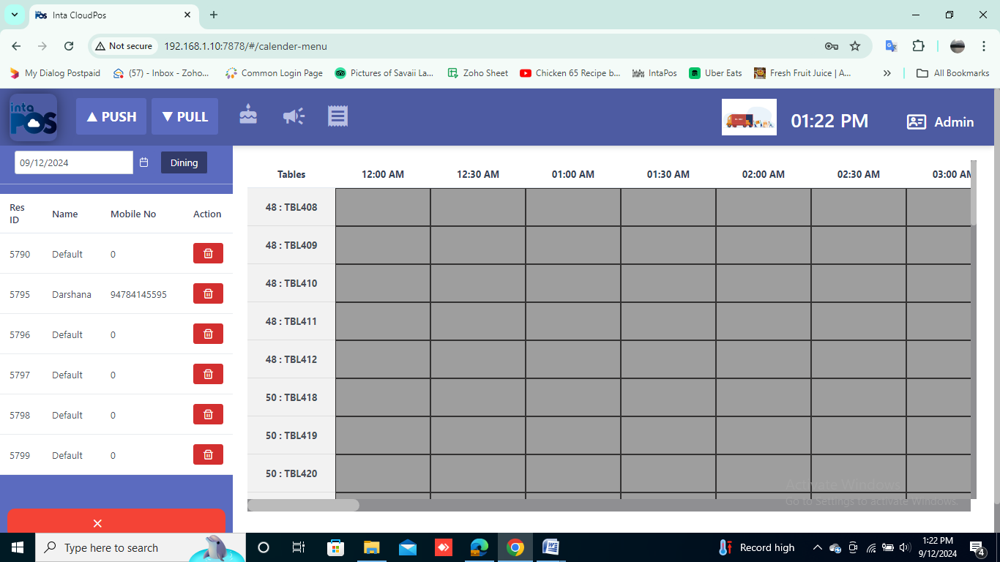 Inta CloudPos
Not secure 192.168.1.10:7878/#/calender-menu
My Dialog Postpaid (57) - Inbox - Zoho... Common Login Page Pictures of Savaii La... Zoho Sheet Chicken 65 Recipe b... IntaPos Uber Eats Fresh Fruit Juice | A... » All Bookmarks
inta POS PUSH PULL 01:22 PM Admin
09/12/2024 Dining
Res ID Name Mobile No Action
5790 Default 0
5795 Darshana 94784145595
5796 Default 0
5797 Default 0
5798 Default 0
5799 Default 0
Tables 12:00 AM 12:30 AM 01:00 AM 01:30 AM 02:00 AM 02:30 AM 03:00 AM
48 : TBL408
48 : TBL409
48 : TBL410
48 : TBL411
48 : TBL412
50 : TBL418
50 : TBL419
50 : TBL420
Activate Windows
Go to Settings to activate Windows.
Type here to search Record high 1:22 PM
9/12/2024 4